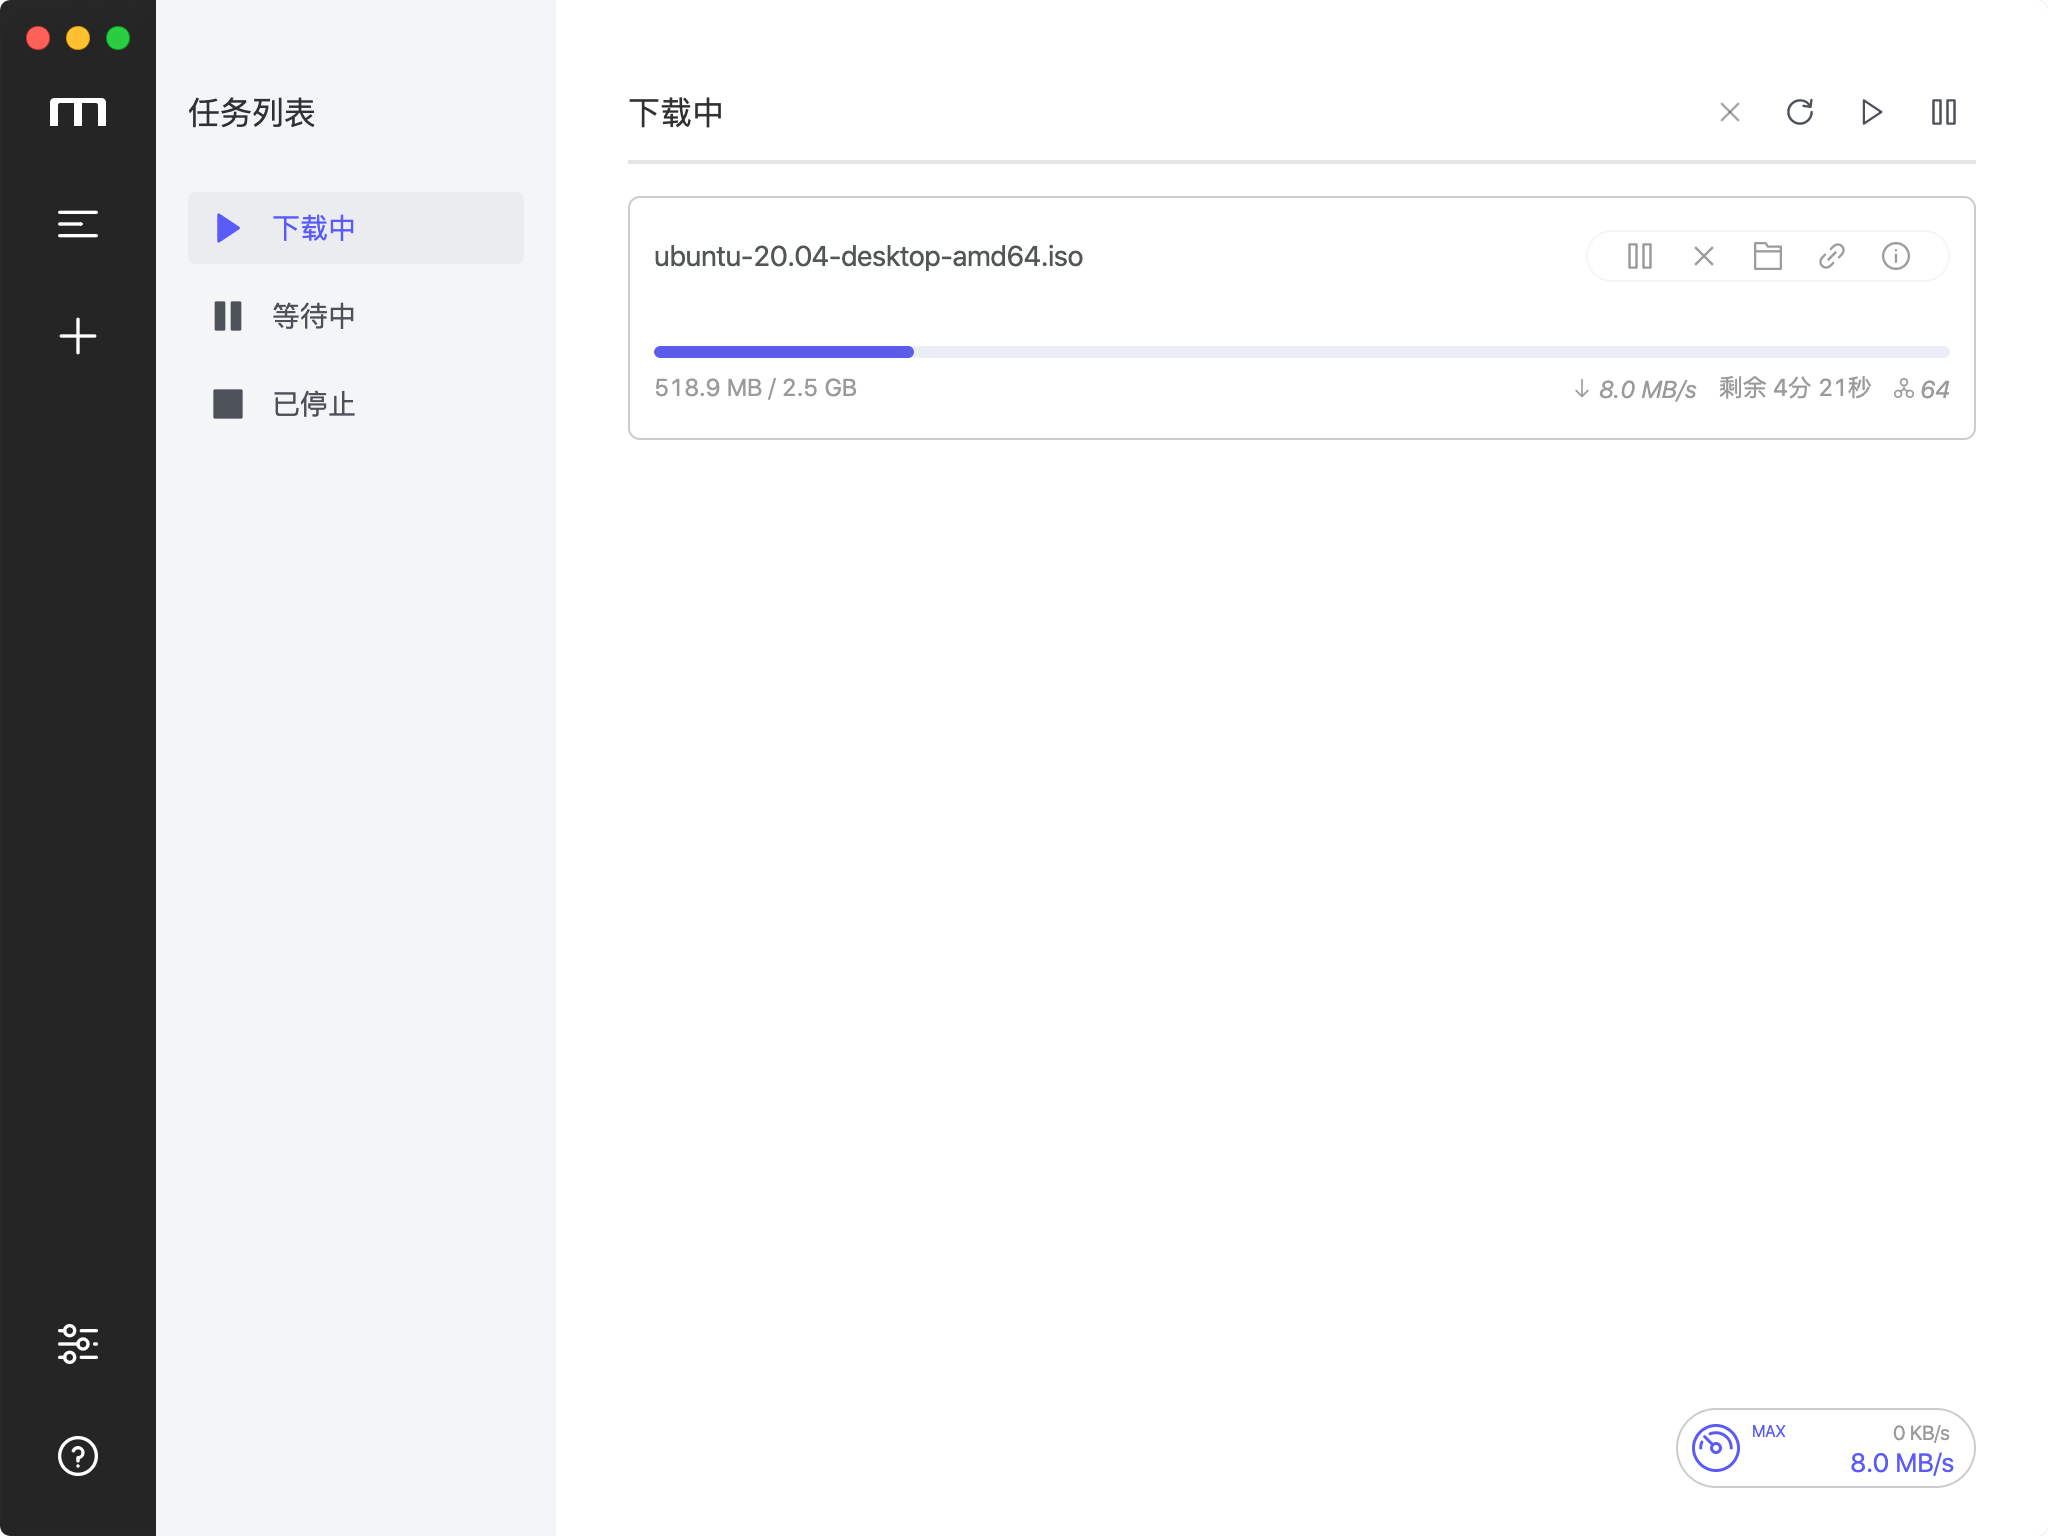 任务列表
下载中
等待中
已停止
下载中
ubuntu-20.04-desktop-amd64.iso
518.9 MB / 2.5 GB
↓ 8.0 MB/s 剩余 4分 21秒 64
MAX 0 KB/s
8.0 MB/s